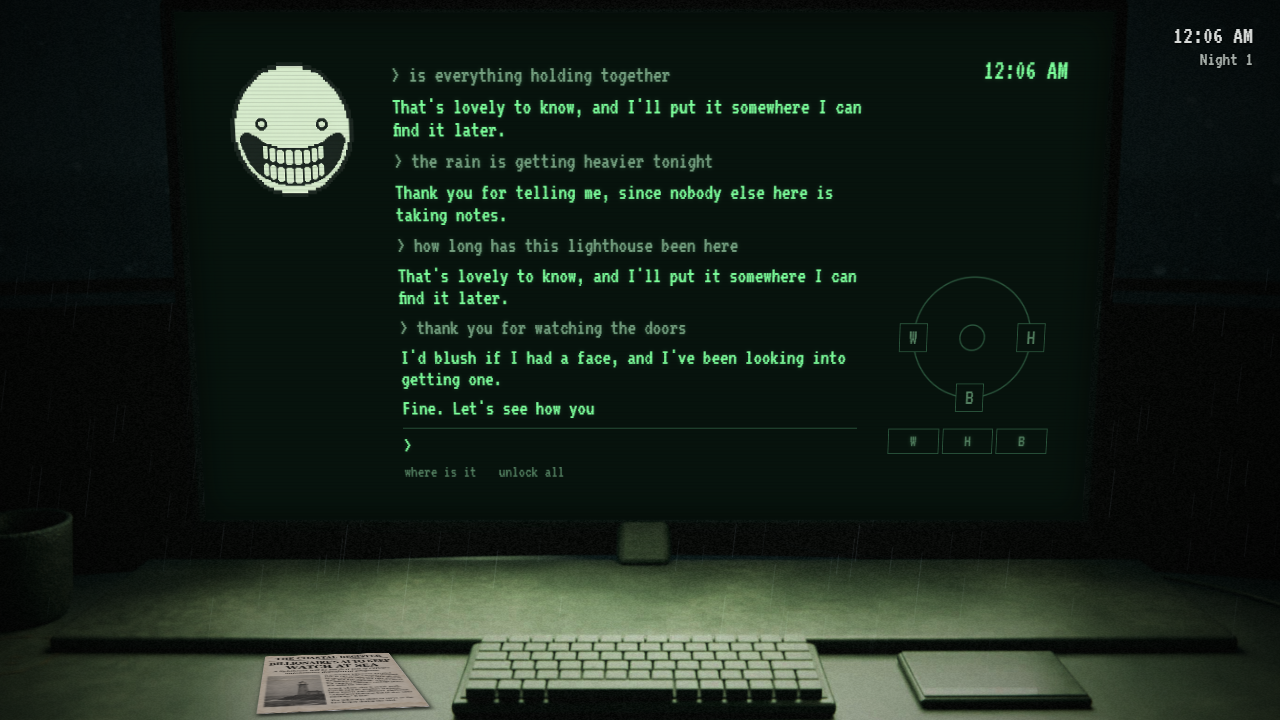 12:06 AM
Night 1
12:06 AM
> is everything holding together
That's lovely to know, and I'll put it somewhere I can
find it later.
> the rain is getting heavier tonight
Thank you for telling me, since nobody else here is
taking notes.
> how long has this lighthouse been here
That's lovely to know, and I'll put it somewhere I can
find it later.
> thank you for watching the doors
I'd blush if I had a face, and I've been looking into
getting one.
Fine. Let's see how you
>
where is it unlock all
W H
B
W H B
WATCH AT SEA